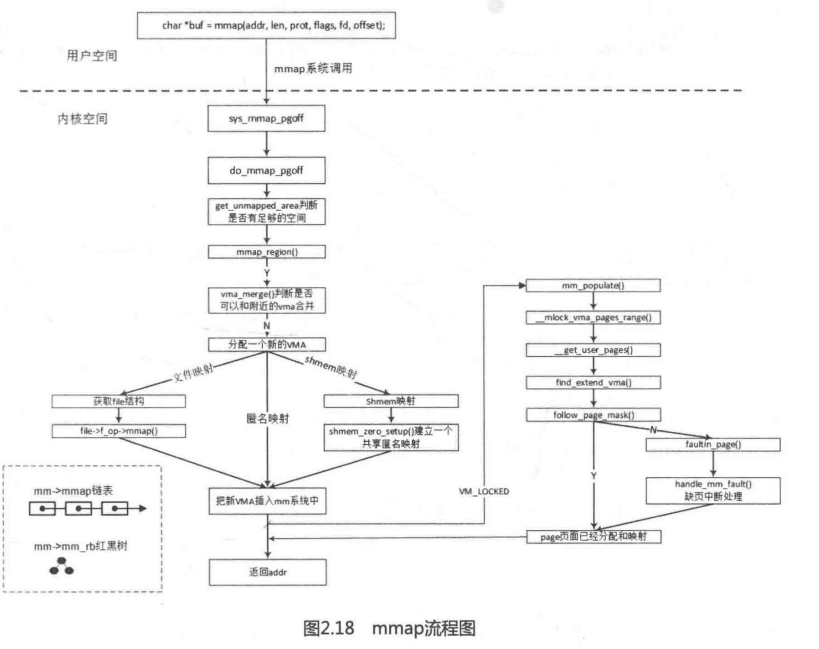 char *buf = mmap(addr, len, prot, flags, fd, offset);
用户空间
mmap系统调用
内核空间
sys_mmap_pgoff
do_mmap_pgoff
get_unmapped_area判断
是否有足够的空间
mmap_region()
Y
vma_merge()判断是否
可以和附近的vma合并
N
分配一个新的VMA
文件映射
匿名映射
shmem映射
获取file结构
file->f_op->mmap()
Shmem映射
shmem_zero_setup()建立一个
共享匿名映射
把新VMA插入mm系统中
返回addr
VM_LOCKED
mm_populate()
__mlock_vma_pages_range()
__get_user_pages()
find_extend_vma()
follow_page_mask()
N
faultin_page()
Y
handle_mm_fault()
缺页中断处理
page页面已经分配和映射
mm->mmap链表
mm->mm_rb红黑树
图2.18 mmap流程图